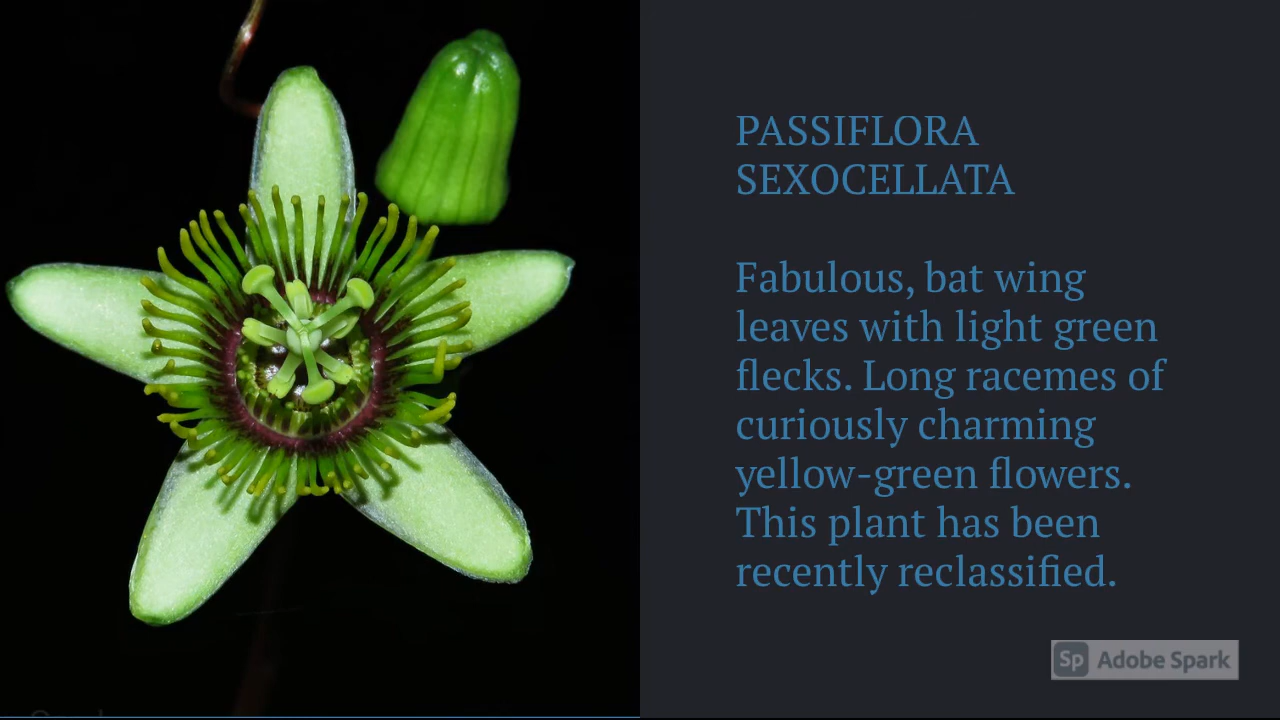 PASSIFLORA
SEXOCELLATA
Fabulous, bat wing
leaves with light green
flecks. Long racemes of
curiously charming
yellow-green flowers.
This plant has been
recently reclassified.
Sp Adobe Spark